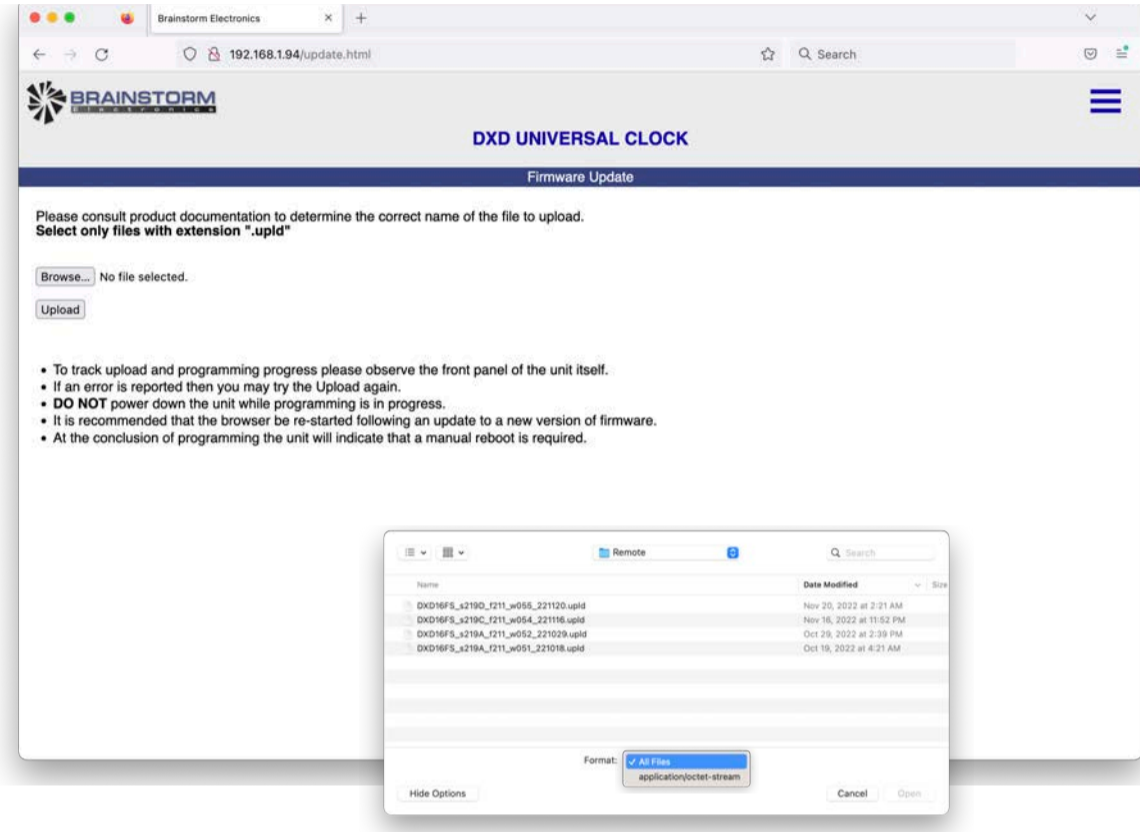 Brainstorm Electronics
192.168.1.94/update.html
Search
BRAINSTORM
Electronics
DXD UNIVERSAL CLOCK
Firmware Update
Please consult product documentation to determine the correct name of the file to upload.
Select only files with extension ".upld"
Browse... No file selected.
Upload
• To track upload and programming progress please observe the front panel of the unit itself.
• If an error is reported then you may try the Upload again.
• DO NOT power down the unit while programming is in progress.
• It is recommended that the browser be re-started following an update to a new version of firmware.
• At the conclusion of programming the unit will indicate that a manual reboot is required.
Remote
Search
Name Date Modified Size
DXD16FS_s219D_f211_w055_221120.upld Nov 20, 2022 at 2:21 AM
DXD16FS_s219C_f211_w054_221116.upld Nov 16, 2022 at 11:52 PM
DXD16FS_s219A_f211_w052_221029.upld Oct 29, 2022 at 2:39 PM
DXD16FS_s219A_f211_w051_221018.upld Oct 19, 2022 at 4:21 AM
Format: ✓ All Files
application/octet-stream
Hide Options Cancel Open